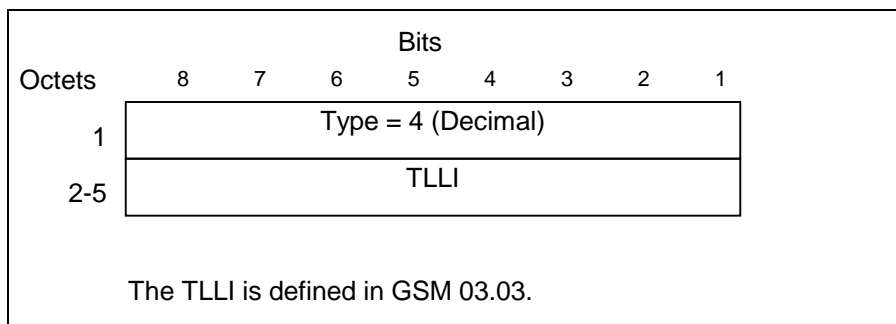 Bits
Octets 8 7 6 5 4 3 2 1
1 Type = 4 (Decimal)
2-5 TLLI
The TLLI is defined in GSM 03.03.